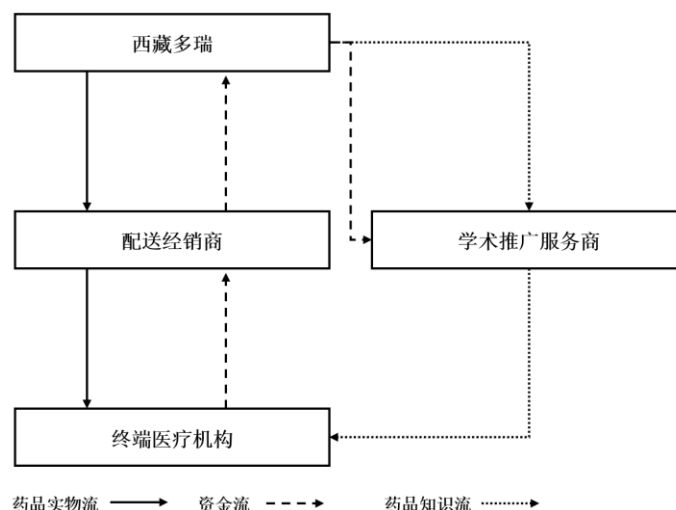 西藏多瑞
配送经销商
学术推广服务商
终端医疗机构
药品实物流
资金流
药品知识流